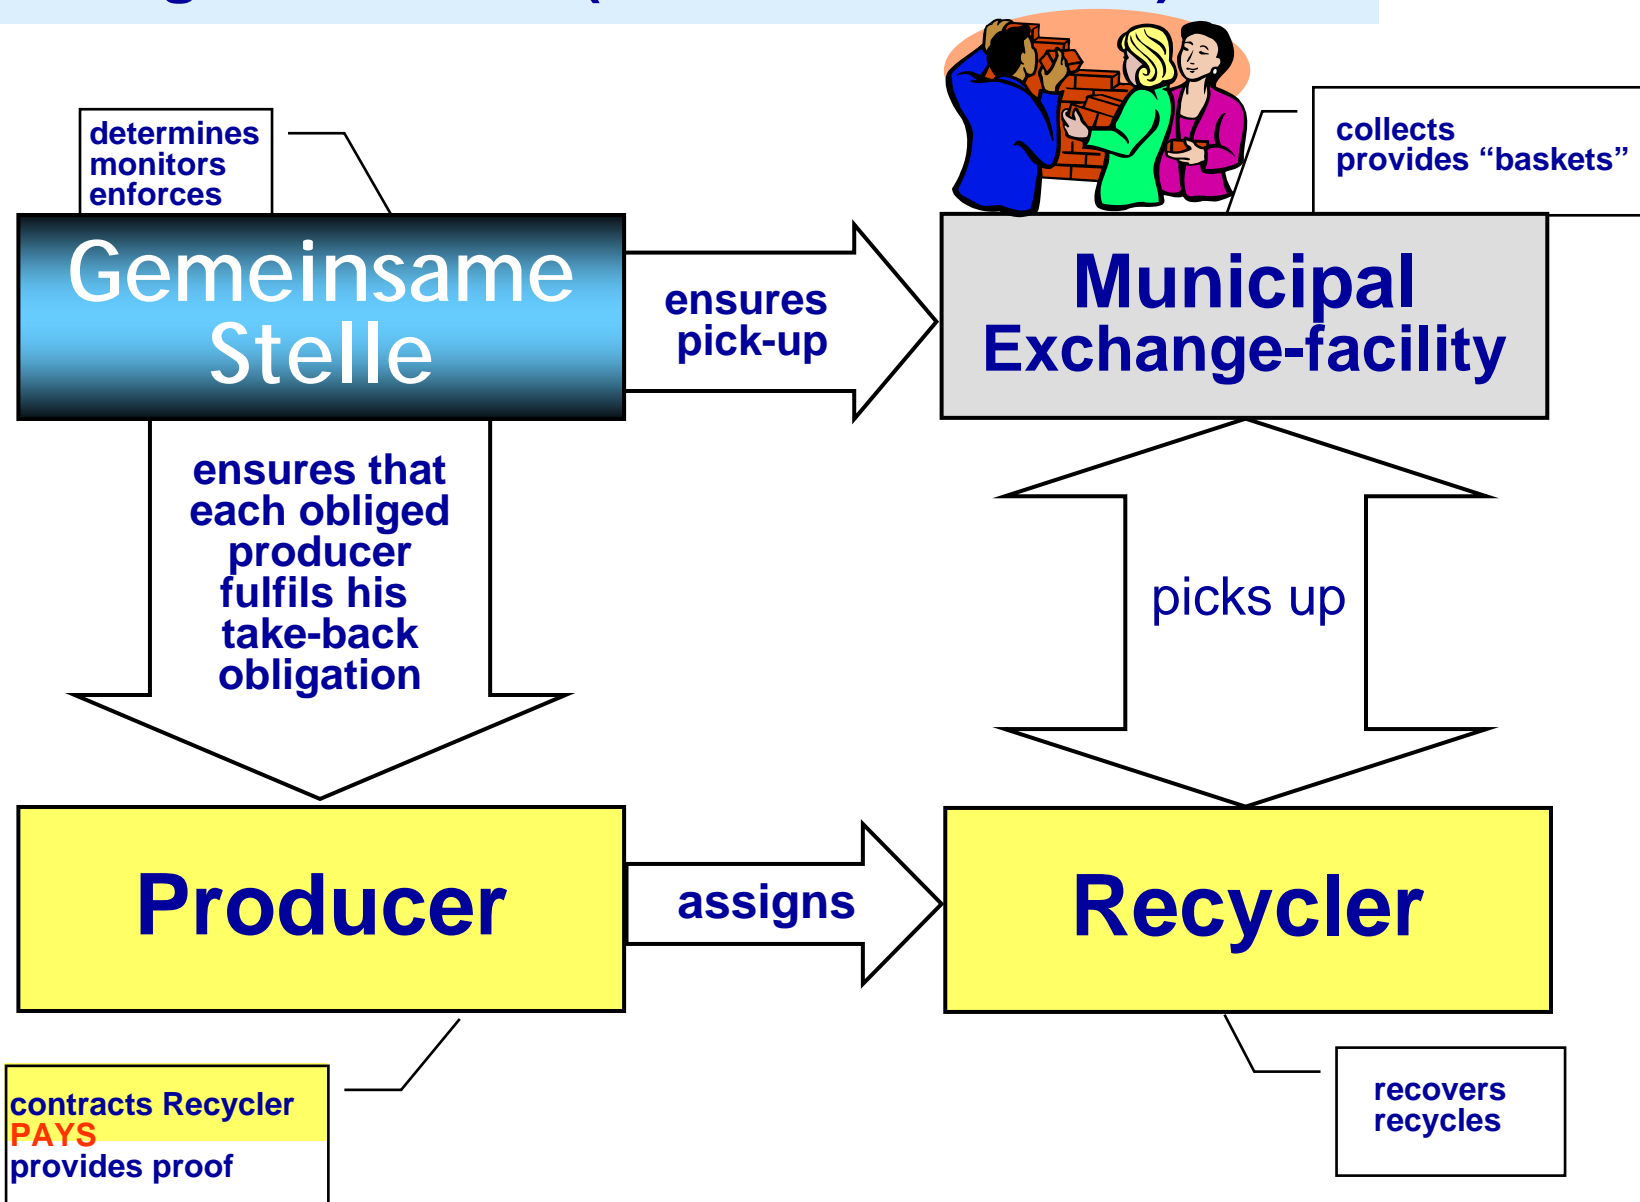 determines
monitors
enforces
collects
provides “baskets”
Gemeinsame
Stelle
ensures
pick-up
Municipal
Exchange-facility
ensures that
each obliged
producer
fulfils his
take-back
obligation
picks up
Producer
assigns
Recycler
contracts Recycler
PAYS
provides proof
recovers
recycles